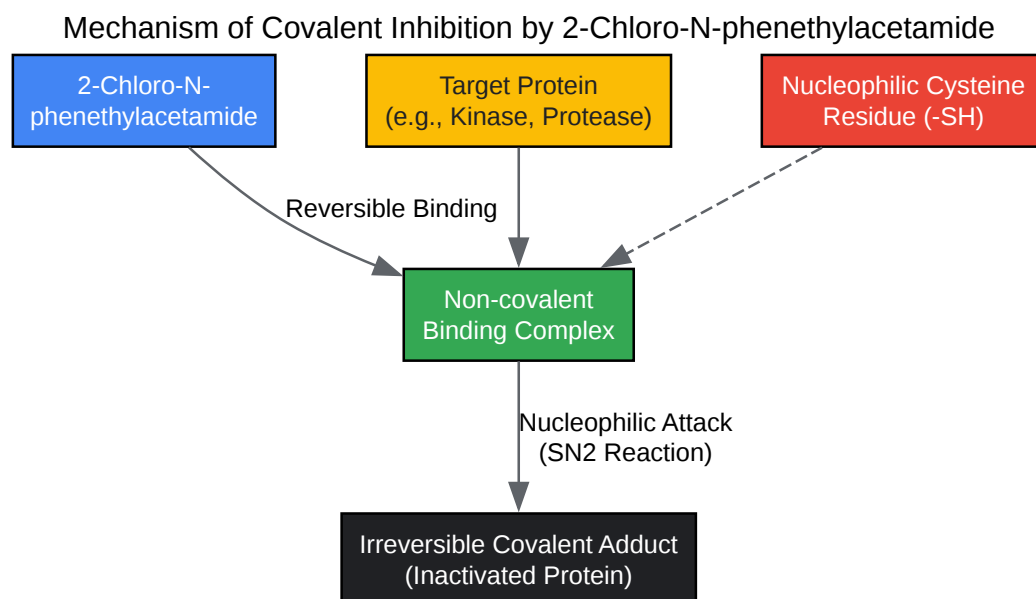 Mechanism of Covalent Inhibition by 2-Chloro-N-phenethylacetamide
2-Chloro-N-
phenethylacetamide
Target Protein
(e.g., Kinase, Protease)
Nucleophilic Cysteine
Residue (-SH)
Reversible Binding
Non-covalent
Binding Complex
Nucleophilic Attack
(SN2 Reaction)
Irreversible Covalent Adduct
(Inactivated Protein)